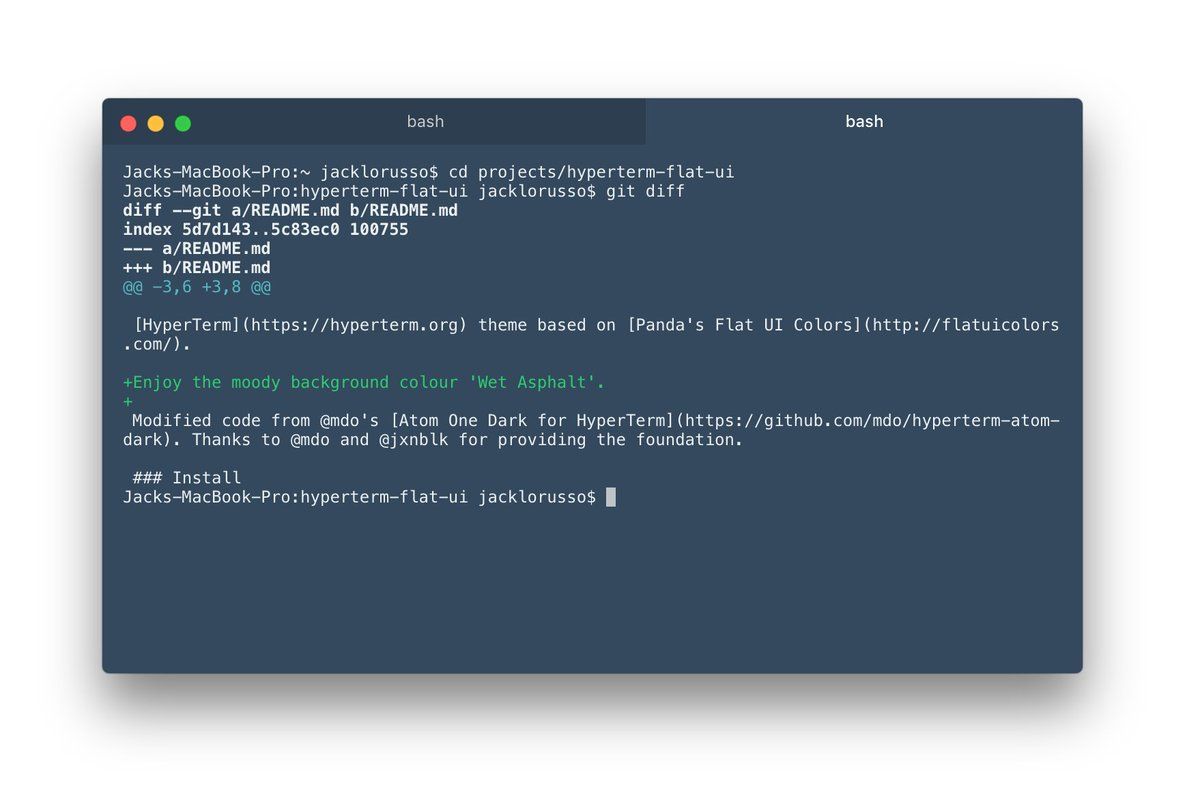 bash
bash
Jacks-MacBook-Pro:~ jacklorusso$ cd projects/hyperterm-flat-ui
Jacks-MacBook-Pro:hyperterm-flat-ui jacklorusso$ git diff
diff --git a/README.md b/README.md
index 5d7d143..5c83ec0 100755
--- a/README.md
+++ b/README.md
@@ -3,6 +3,8 @@
 [HyperTerm](https://hyperterm.org) theme based on [Panda's Flat UI Colors](http://flatuicolors
.com/).
+Enjoy the moody background colour 'Wet Asphalt'.
+
 Modified code from @mdo's [Atom One Dark for HyperTerm](https://github.com/mdo/hyperterm-atom-
dark). Thanks to @mdo and @jxnblk for providing the foundation.
 ### Install
Jacks-MacBook-Pro:hyperterm-flat-ui jacklorusso$